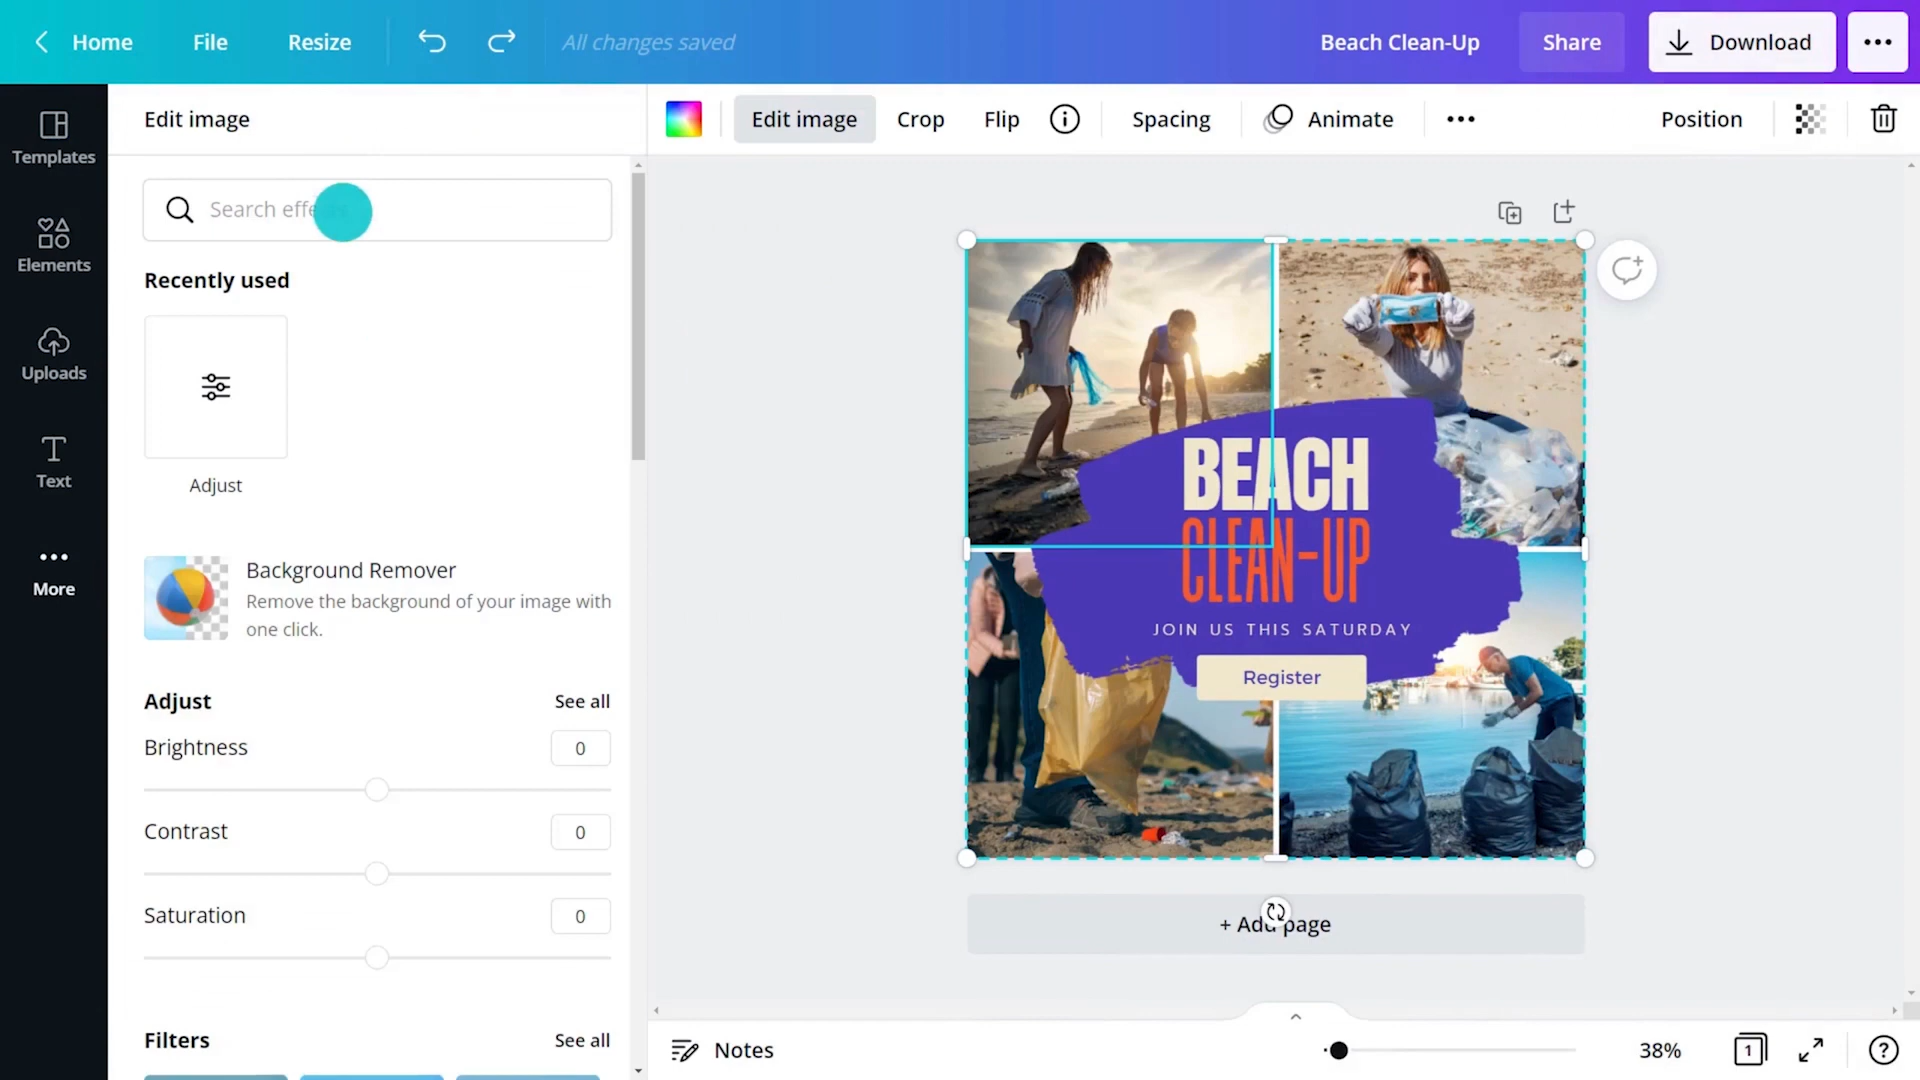 Home
File
Resize
All changes saved
Beach Clean-Up
Share
Download
Templates
Elements
Uploads
Text
More
Edit image
Search
Recently used
Adjust
Background Remover
Remove the background of your image with
one click.
Adjust
See all
Brightness
0
Contrast
0
Saturation
0
Filters
See all
Edit image
Crop
Flip
Spacing
Animate
Position
BEACH
CLEAN-UP
JOIN US THIS SATURDAY
Register
+ Add page
Notes
38%
1